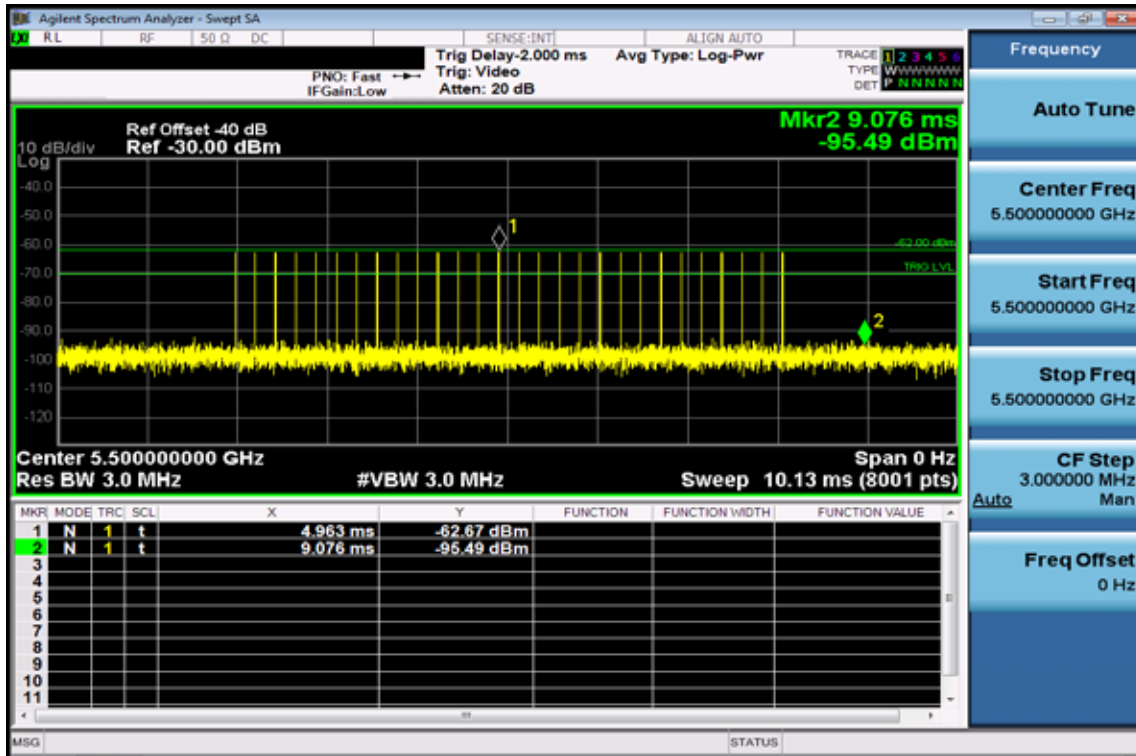 Agilent Spectrum Analyzer - Swept SA
RL RF 50 Ω DC SENSE:INT ALIGN AUTO
Trig Delay-2.000 ms Avg Type: Log-Pwr TRACE 1 2 3 4 5 6
PNO: Fast Trig: Video TYPE WWWWWWW
IFGain:Low Atten: 20 dB DET P N N N N N
Frequency
Auto Tune
Center Freq
5.500000000 GHz
Start Freq
5.500000000 GHz
Stop Freq
5.500000000 GHz
CF Step
3.000000 MHz
Auto Man
Freq Offset
0 Hz
Mkr2 9.076 ms
-95.49 dBm
Ref Offset -40 dB
10 dB/div Ref -30.00 dBm
Log
-40.0
-50.0
1
-60.0
-62.00 dBm
TRIG LVL
-70.0
-80.0
-90.0
2
-100
-110
-120
Center 5.500000000 GHz Span 0 Hz
Res BW 3.0 MHz #VBW 3.0 MHz Sweep 10.13 ms (8001 pts)
MKR MODE TRC SCL X Y FUNCTION FUNCTION WIDTH FUNCTION VALUE
1 N 1 t 4.963 ms -62.67 dBm
2 N 1 t 9.076 ms -95.49 dBm
3
4
5
6
7
8
9
10
11
MSG STATUS